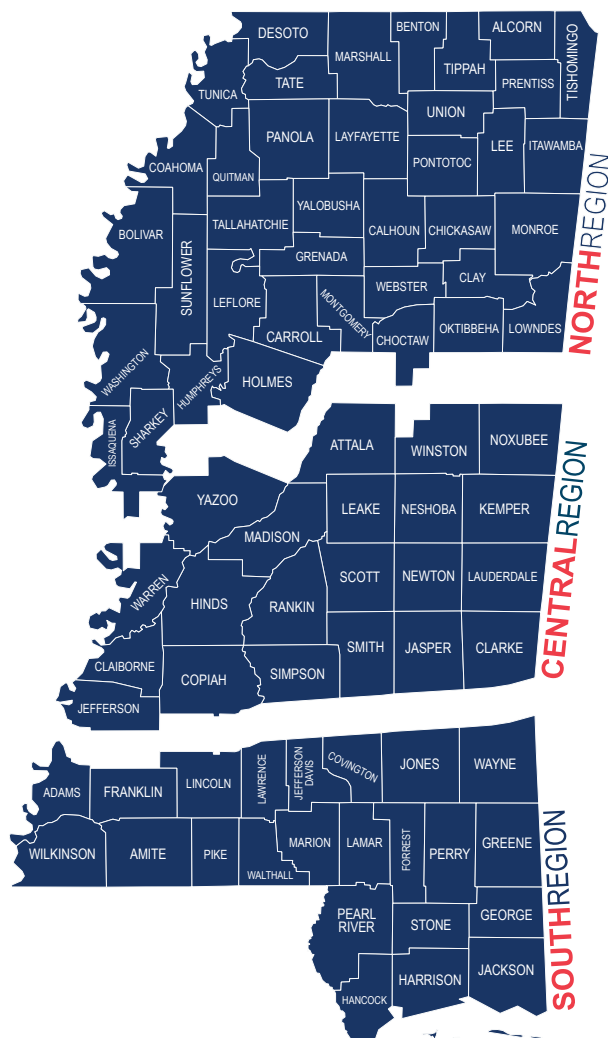 DESOTO
BENTON
ALCORN
TISHOMINGO
MARSHALL
TIPPAH
PRENTISS
TATE
TUNICA
UNION
PANOLA
LAYFAYETTE
LEE
ITAWAMBA
COAHOMA
QUITMAN
PONTOTOC
YALOBUSHA
TALLAHATCHIE
CALHOUN
CHICKASAW
MONROE
BOLIVAR
SUNFLOWER
GRENADA
CLAY
WEBSTER
LEFLORE
MONTGOMERY
OKTIBBEHA
LOWNDES
CARROLL
CHOCTAW
NORTHREGION
WASHINGTON
HUMPHREYS
HOLMES
SHARKEY
ISSAQUENA
ATTALA
WINSTON
NOXUBEE
YAZOO
LEAKE
NESHOBA
KEMPER
MADISON
SCOTT
NEWTON
LAUDERDALE
WARREN
HINDS
RANKIN
SMITH
JASPER
CLARKE
CLAIBORNE
COPIAH
SIMPSON
JEFFERSON
CENTRALREGION
LAWRENCE
JEFFERSON
DAVIS
COVINGTON
JONES
WAYNE
ADAMS
FRANKLIN
LINCOLN
WILKINSON
AMITE
PIKE
WALTHALL
MARION
LAMAR
FORREST
PERRY
GREENE
PEARL
RIVER
STONE
GEORGE
HANCOCK
HARRISON
JACKSON
SOUTHREGION